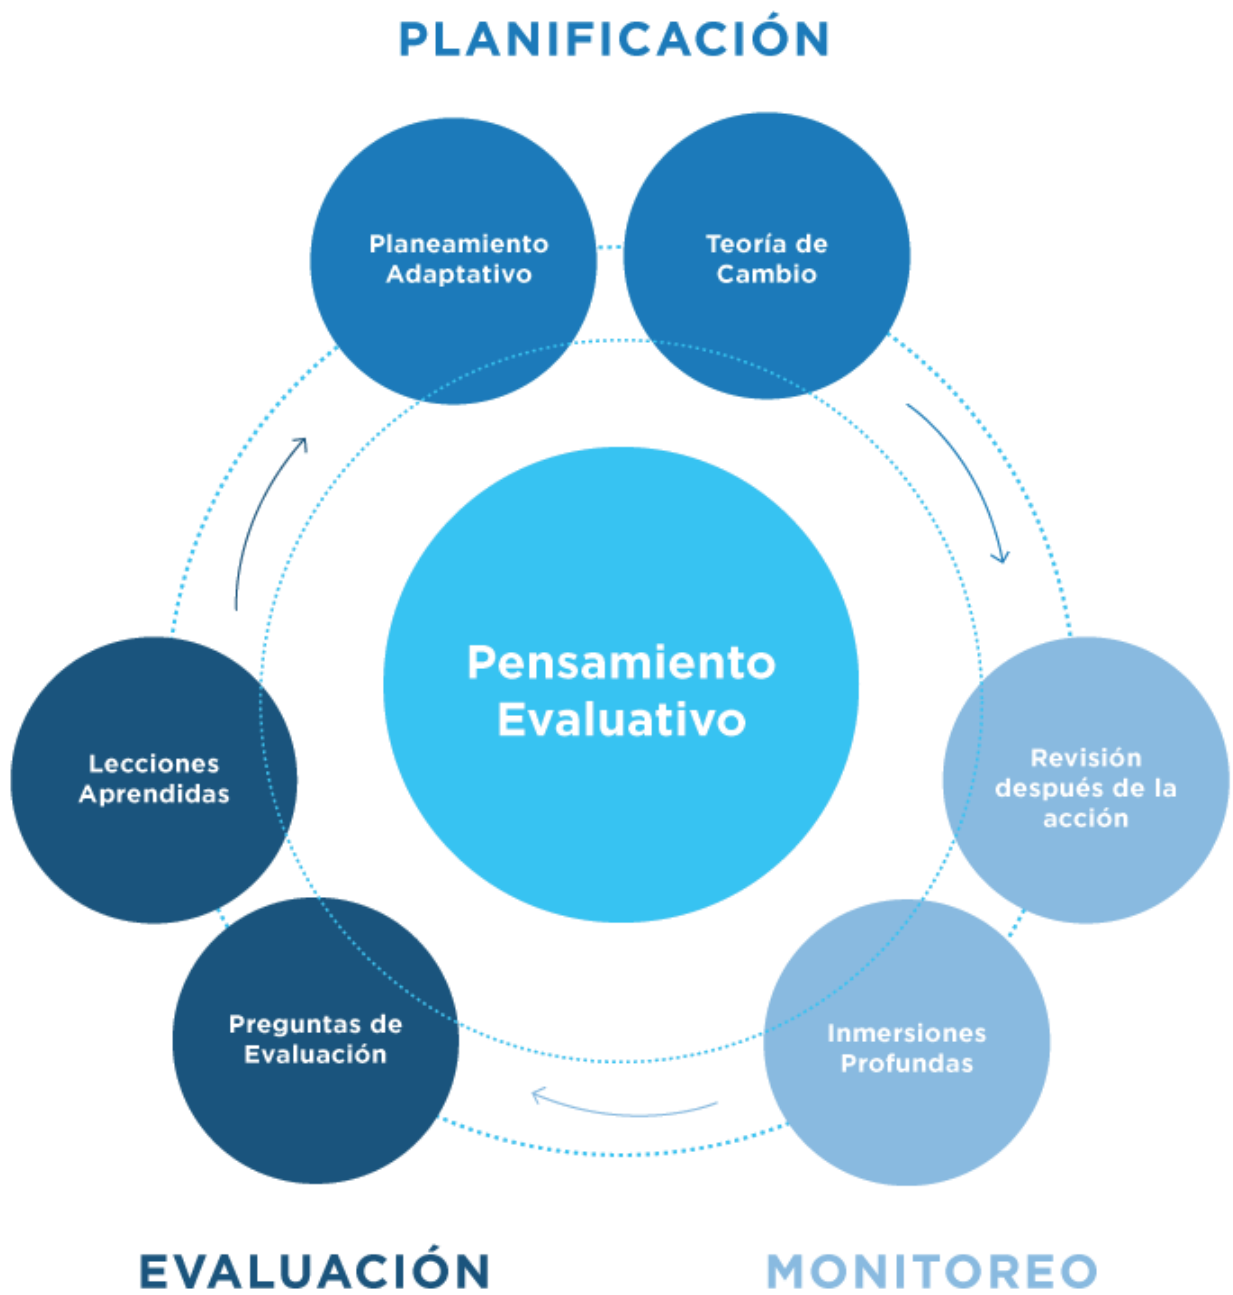 PLANIFICACIÓN
Planeamiento
Adaptativo
Teoría de
Cambio
Pensamiento
Evaluativo
Lecciones
Aprendidas
Revisión
después de la
acción
Preguntas de
Evaluación
Inmersiones
Profundas
EVALUACIÓN
MONITOREO